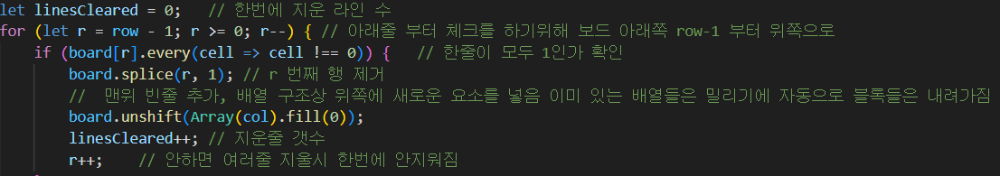 let linesCleared = 0;   // 한번에 지운 라인 수
for (let r = row - 1; r >= 0; r--) { // 아래줄 부터 체크를 하기위해 보드 아래쪽 row-1 부터 위쪽으로
    if (board[r].every(cell => cell !== 0)) {   // 한줄이 모두 1인가 확인
        board.splice(r, 1); // r 번째 행 제거
        //  맨위 빈줄 추가, 배열 구조상 위쪽에 새로운 요소를 넣음 이미 있는 배열들은 밀리기에 자동으로 블록들은 내려가짐
        board.unshift(Array(col).fill(0));
        linesCleared++; // 지운줄 갯수
        r++;    // 안하면 여러줄 지울시 한번에 안지워짐